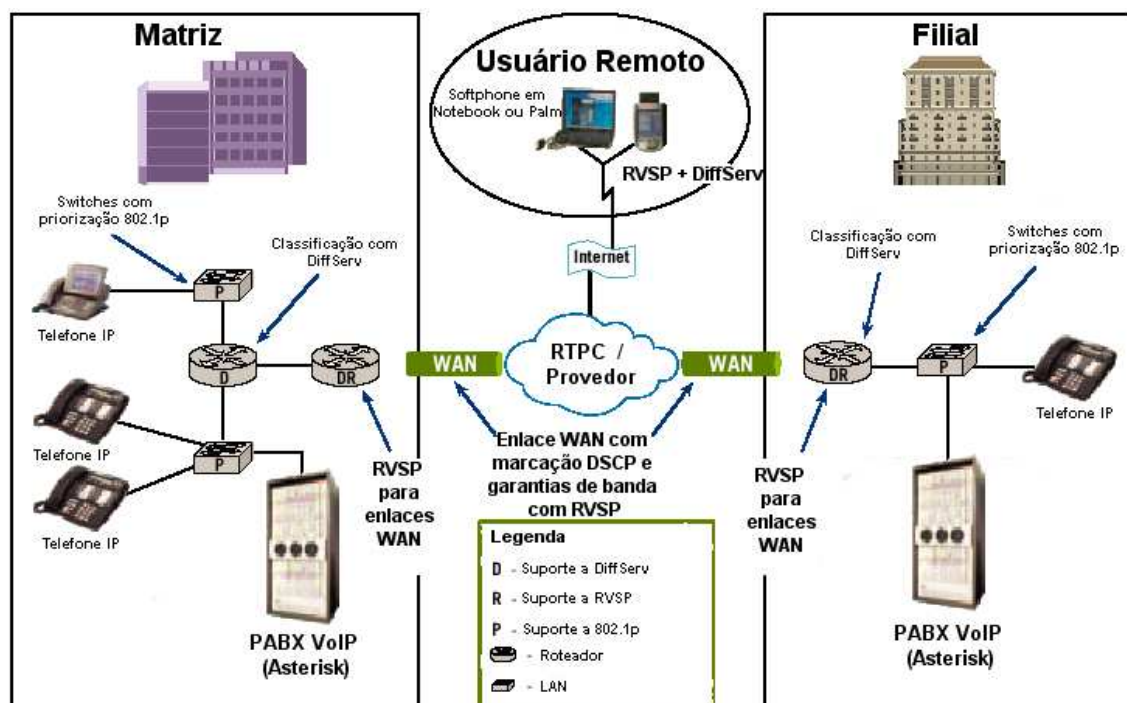 Matriz
Switches com
priorização 802.1p
Classificação com
DiffServ
P
Telefone IP
D
DR
Telefone IP
P
Telefone IP
RVSP
para
enlaces
WAN
PABX VoIP
(Asterisk)
Usuário Remoto
Softphone em
Notebook ou Palm
RVSP + DiffServ
Internet
WAN
RTPC /
Provedor
WAN
Enlace WAN com
marcação DSCP e
garantias de banda
com RVSP
Legenda
D - Suporte a DiffServ
R - Suporte a RVSP
P - Suporte a 802.1p
- Roteador
- LAN
Filial
Classificação com
DiffServ
Switches com
priorização 802.1p
DR
P
Telefone IP
RVSP
para
enlaces
WAN
PABX VoIP
(Asterisk)